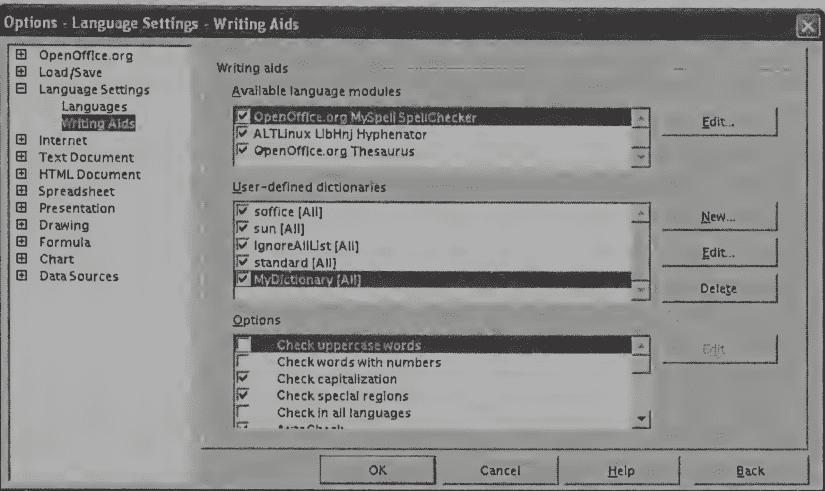 Options - Language Settings - Writing Aids
OpenOffice.org
Load/Save
Language Settings
Languages
Writing Aids
Internet
Text Document
HTML Document
Spreadsheet
Presentation
Drawing
Formula
Chart
Data Sources
Writing aids
Available language modules
OpenOffice.org MySpell SpellChecker
ALTLinux LibHnj Hyphenator
OpenOffice.org Thesaurus
Edit...
User-defined dictionaries
soffice [All]
sun [All]
IgnoreAllList [All]
standard [All]
MyDictionary [All]
New...
Edit...
Delete
Options
Check uppercase words
Check words with numbers
Check capitalization
Check special regions
Check in all languages
AutoCheck
Edit
OK
Cancel
Help
Back